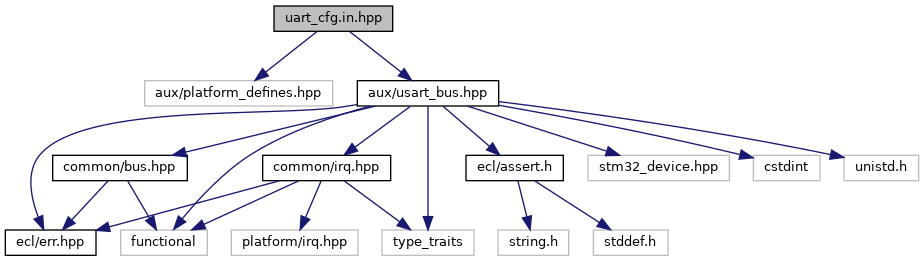 uart_cfg.in.hpp
aux/platform_defines.hpp
aux/usart_bus.hpp
common/bus.hpp
common/irq.hpp
ecl/assert.h
stm32_device.hpp
cstdint
unistd.h
ecl/err.hpp
functional
platform/irq.hpp
type_traits
string.h
stddef.h